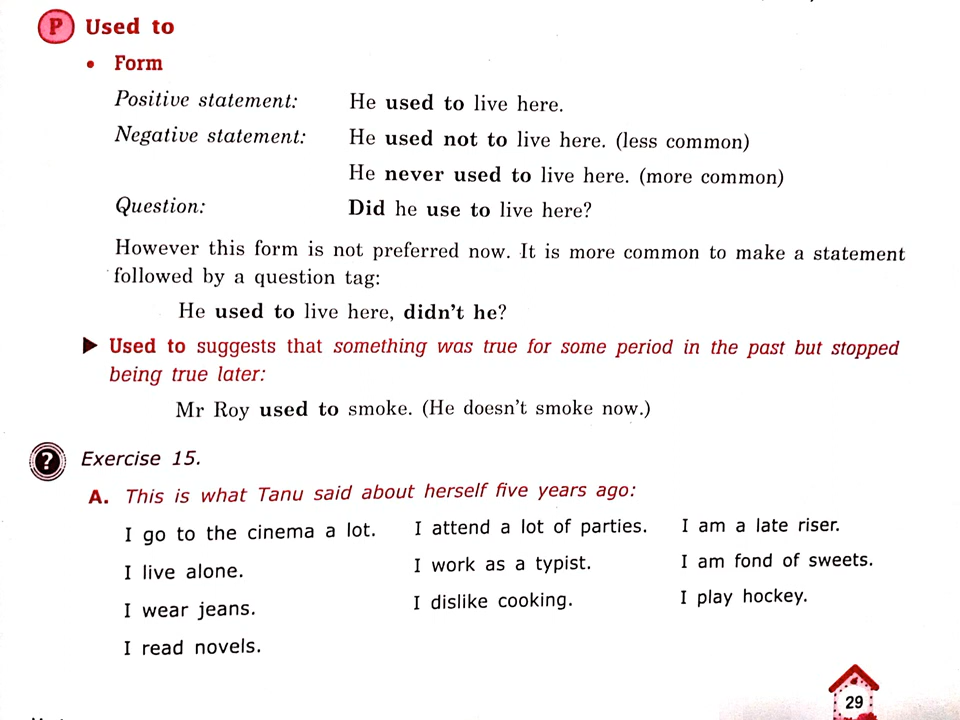 P Used to
• Form
Positive statement: He used to live here.
Negative statement: He used not to live here. (less common)
He never used to live here. (more common)
Question: Did he use to live here?
However this form is not preferred now. It is more common to make a statement
followed by a question tag:
He used to live here, didn't he?
▶ Used to suggests that something was true for some period in the past but stopped
being true later:
Mr Roy used to smoke. (He doesn't smoke now.)
? Exercise 15.
A. This is what Tanu said about herself five years ago:
I go to the cinema a lot. I attend a lot of parties. I am a late riser.
I live alone. I work as a typist. I am fond of sweets.
I wear jeans. I dislike cooking. I play hockey.
I read novels.
29